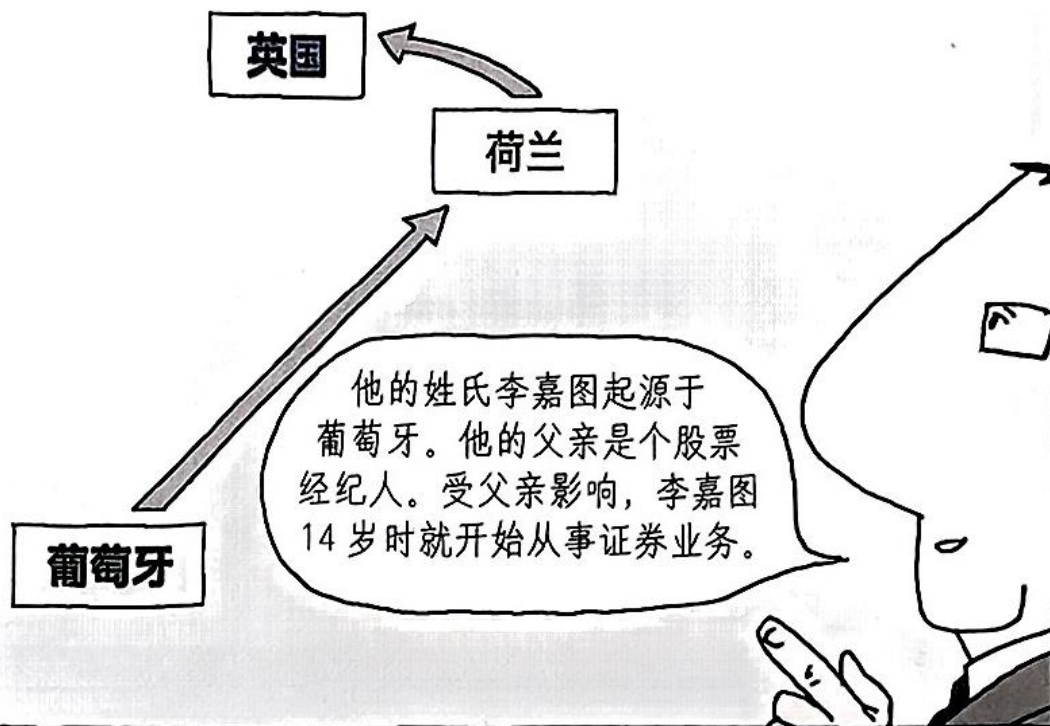 英国
荷兰
他的姓氏李嘉图起源于
葡萄牙。他的父亲是个股票
经纪人。受父亲影响，李嘉图
14岁时就开始从事证券业务。
葡萄牙